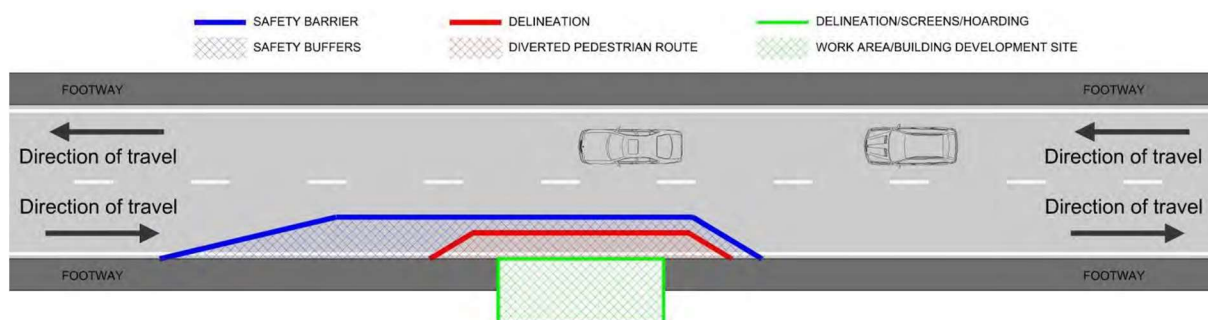 SAFETY BARRIER
DELINEATION
DELINEATION/SCREENS/HOARDING
SAFETY BUFFERS
DIVERTED PEDESTRIAN ROUTE
WORK AREA/BUILDING DEVELOPMENT SITE
FOOTWAY
FOOTWAY
Direction of travel
Direction of travel
Direction of travel
Direction of travel
FOOTWAY
FOOTWAY